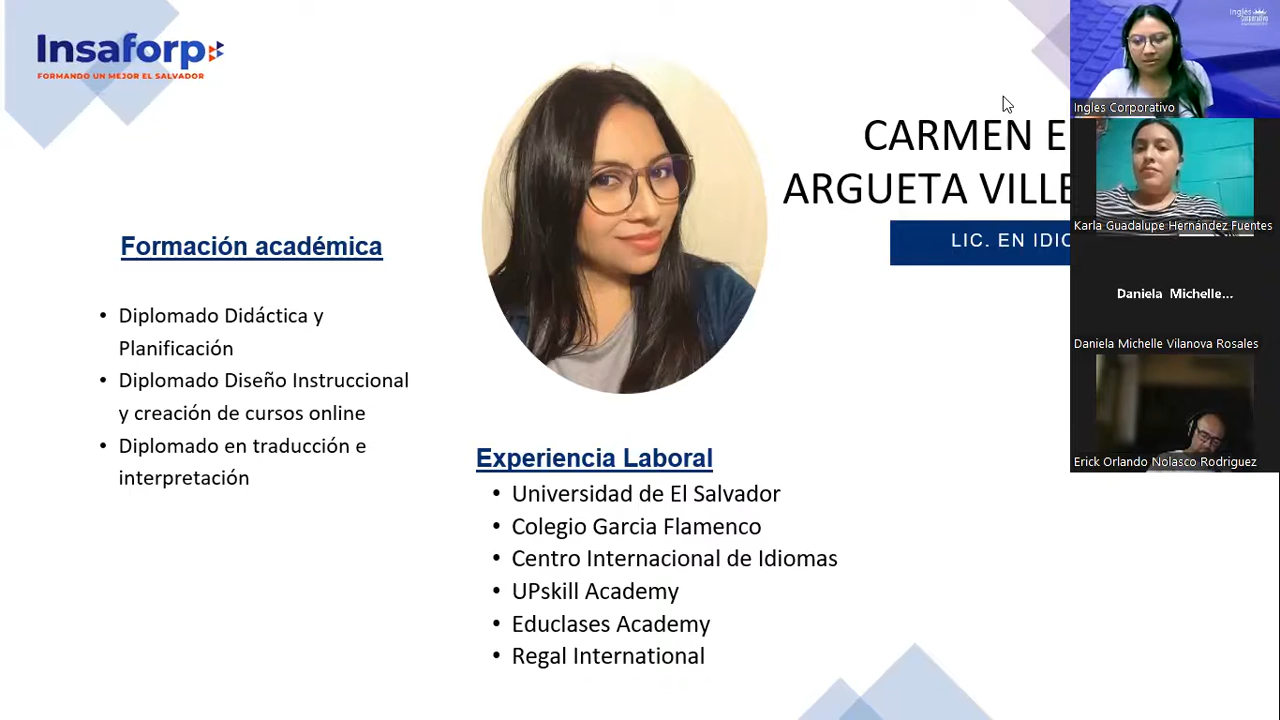 Insaforp
FORMANDO UN MEJOR EL SALVADOR
CARMEN E
ARGUETA VILLE
LIC. EN IDIO
Formación académica
• Diplomado Didáctica y
Planificación
• Diplomado Diseño Instruccional
y creación de cursos online
• Diplomado en traducción e
interpretación
Experiencia Laboral
• Universidad de El Salvador
• Colegio Garcia Flamenco
• Centro Internacional de Idiomas
• UPskill Academy
• Educlases Academy
• Regal International
Inglés
Corporativo
Ingles Corporativo
Karla Guadalupe Hernández Fuentes
Daniela Michelle...
Daniela Michelle Vilanova Rosales
Erick Orlando Nolasco Rodriguez